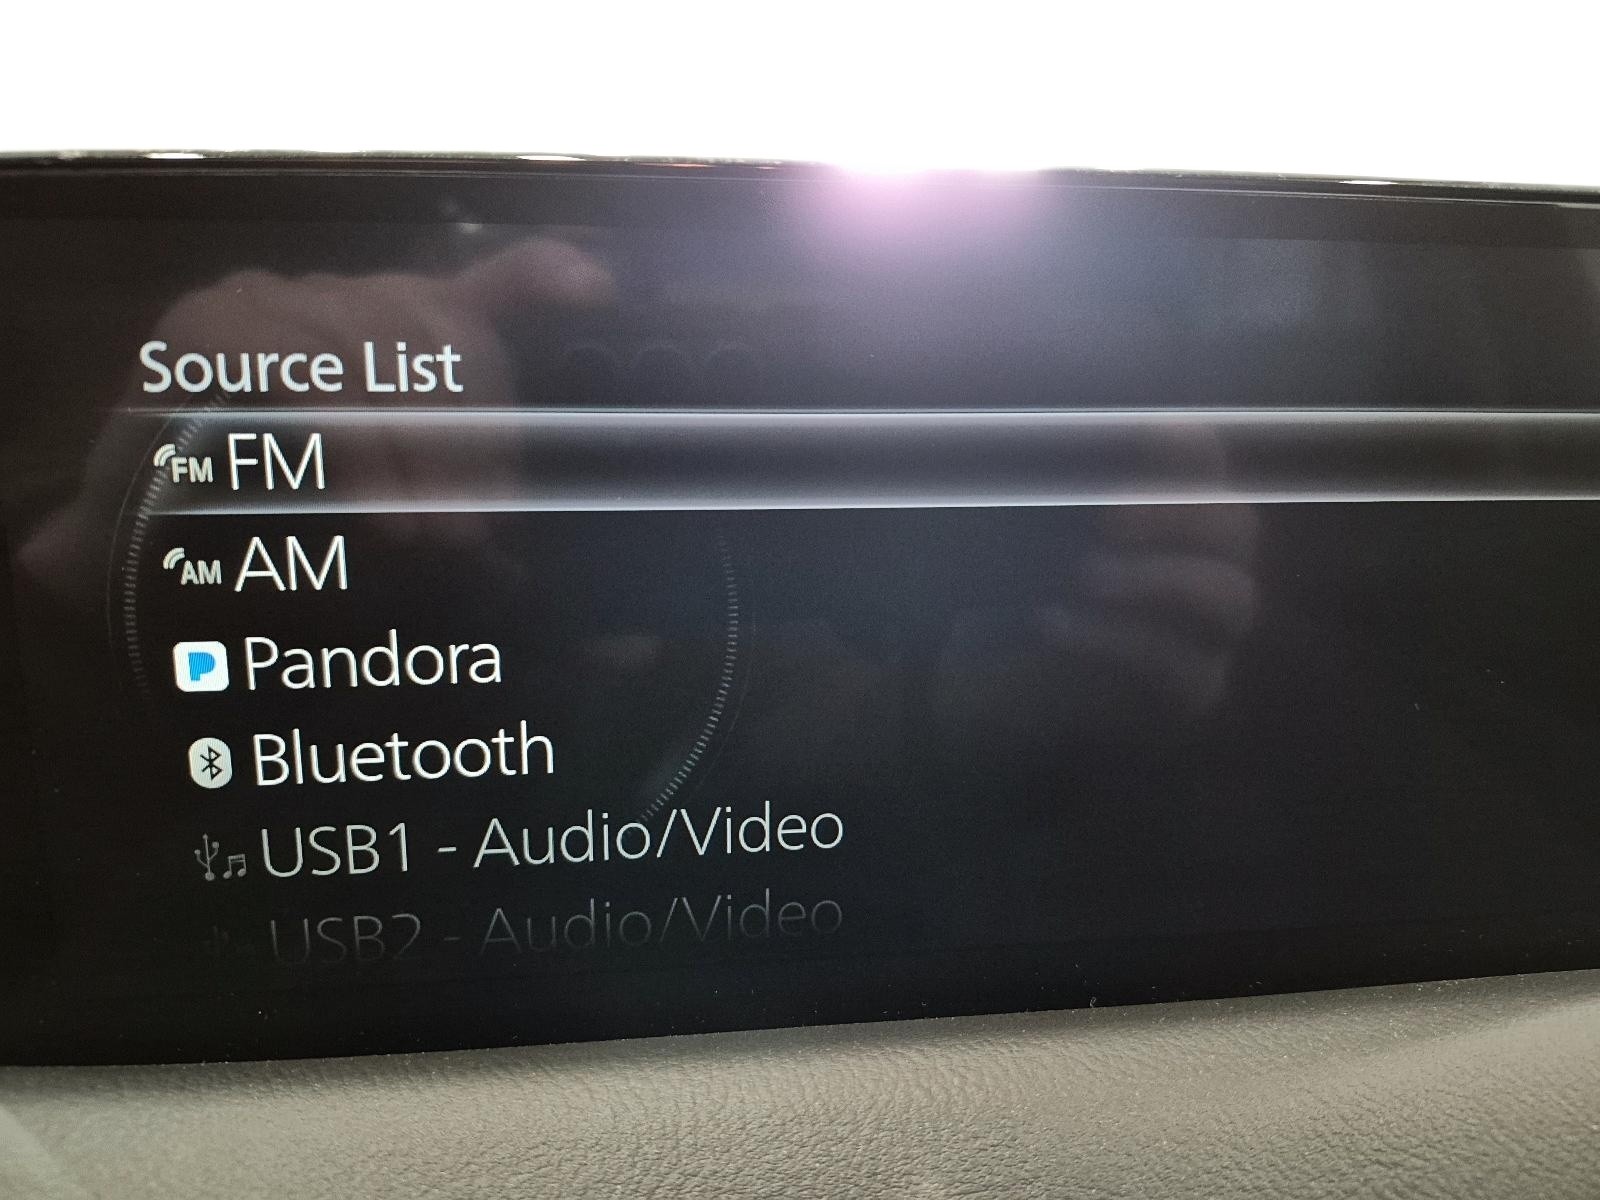 Source List
FM FM
AM AM
Pandora
Bluetooth
USB1 - Audio/Video
USB2 - Audio/Video